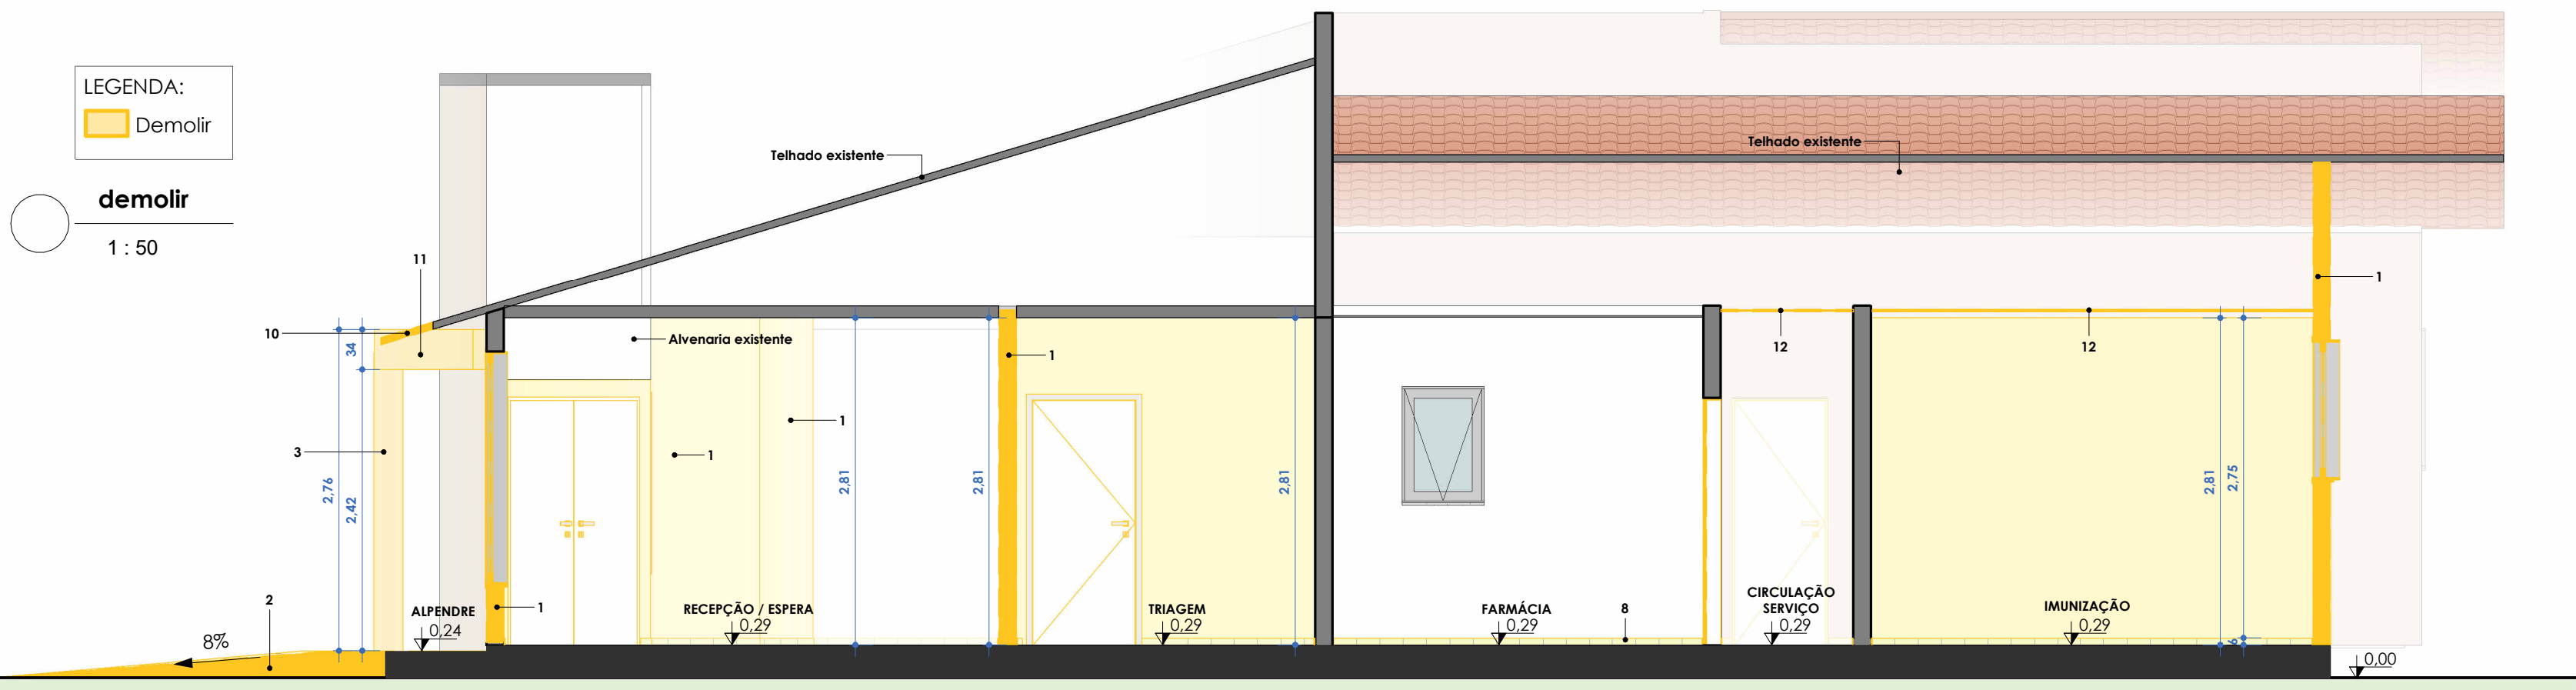 LEGENDA:
Demolir
demolir
1 : 50
Telhado existente
Telhado existente
11
10
34
Alvenaria existente
1
1
1
1
12
12
3
2,76
2,42
2,81
2,81
2,81
2,81
2,75
2
8%
ALPENDRE
0,24
1
RECEPÇÃO / ESPERA
0,29
TRIAGEM
0,29
FARMÁCIA
0,29
8
CIRCULAÇÃO
SERVIÇO
0,29
IMUNIZAÇÃO
0,29
6
0,00